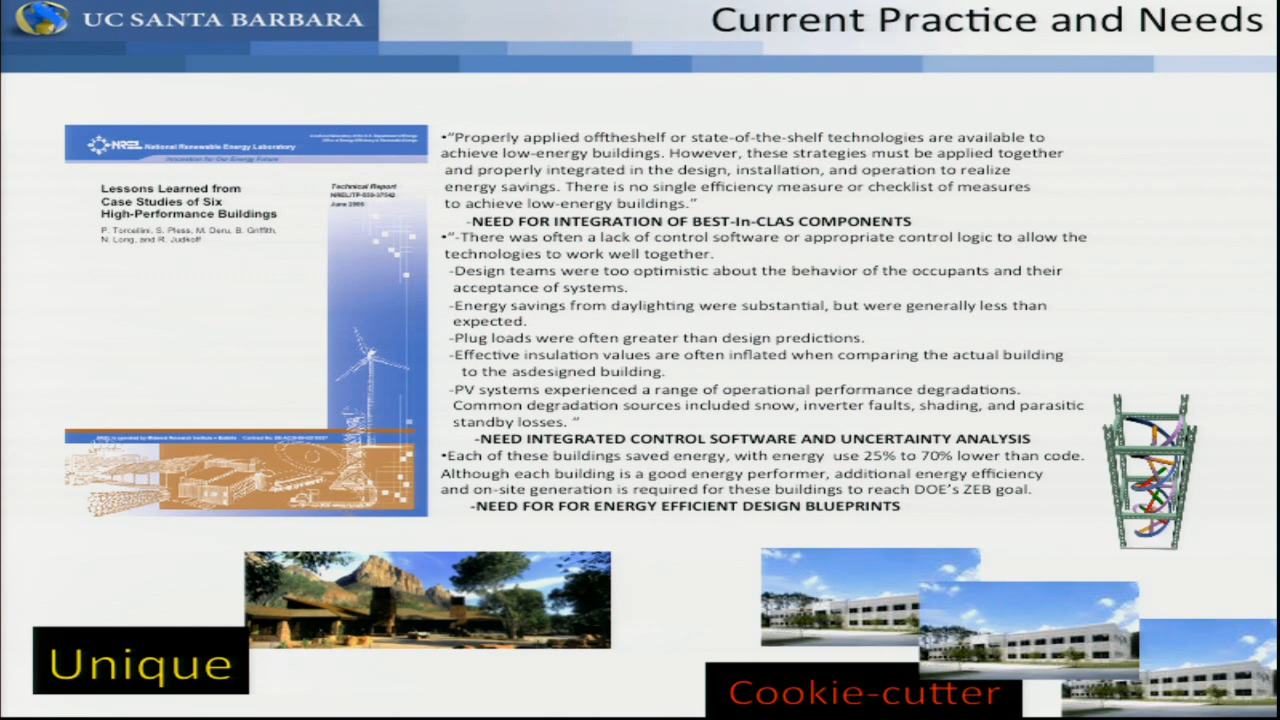 UC SANTA BARBARA
Current Practice and Needs
NREL National Renewable Energy Laboratory
Innovation for Our Energy Future
Lessons Learned from
Case Studies of Six
High-Performance Buildings
P. Torcellini, S. Pless, M. Deru, B. Griffith,
N. Long, and R. Judkoff
Technical Report
June 2006
•"Properly applied offtheshelf or state-of-the-shelf technologies are available to
achieve low-energy buildings. However, these strategies must be applied together
and properly integrated in the design, installation, and operation to realize
energy savings. There is no single efficiency measure or checklist of measures
to achieve low-energy buildings."
-NEED FOR INTEGRATION OF BEST-In-CLAS COMPONENTS
•"-There was often a lack of control software or appropriate control logic to allow the
technologies to work well together.
-Design teams were too optimistic about the behavior of the occupants and their
acceptance of systems.
-Energy savings from daylighting were substantial, but were generally less than
expected.
-Plug loads were often greater than design predictions.
-Effective insulation values are often inflated when comparing the actual building
to the asdesigned building.
-PV systems experienced a range of operational performance degradations.
Common degradation sources included snow, inverter faults, shading, and parasitic
standby losses. "
-NEED INTEGRATED CONTROL SOFTWARE AND UNCERTAINTY ANALYSIS
•Each of these buildings saved energy, with energy use 25% to 70% lower than code.
Although each building is a good energy performer, additional energy efficiency
and on-site generation is required for these buildings to reach DOE's ZEB goal.
-NEED FOR FOR ENERGY EFFICIENT DESIGN BLUEPRINTS
Unique
Cookie-cutter